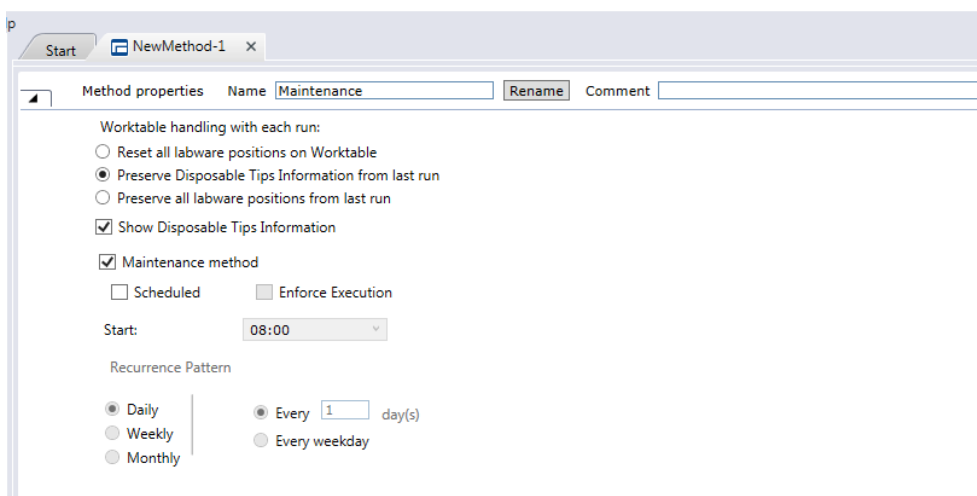 ip
Start NewMethod-1
Method properties Name Maintenance Rename Comment
Worktable handling with each run:
Reset all labware positions on Worktable
Preserve Disposable Tips Information from last run
Preserve all labware positions from last run
Show Disposable Tips Information
Maintenance method
Scheduled Enforce Execution
Start: 08:00
Recurrence Pattern
Daily Every 1 day(s)
Weekly Every weekday
Monthly